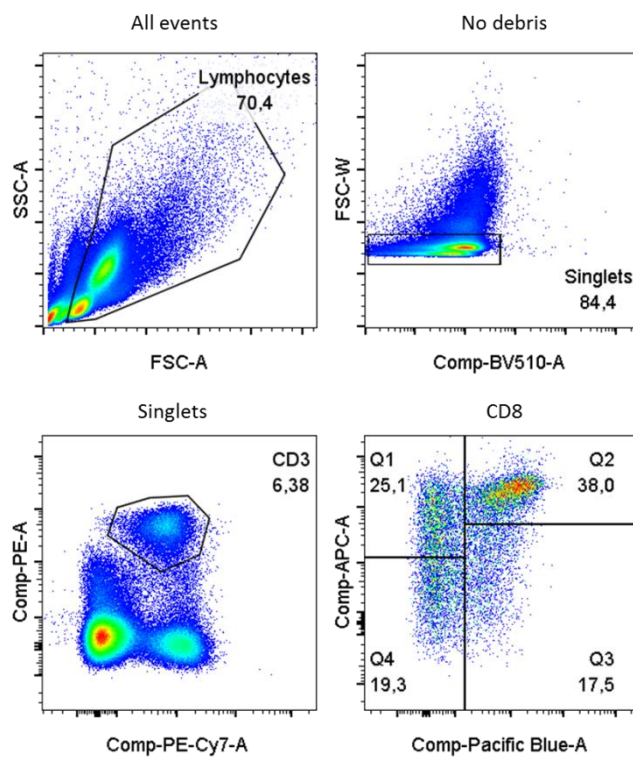 All events
No debris
Lymphocytes
70,4
SSC-A
FSC-A
FSC-W
Singlets
84,4
Comp-BV510-A
Singlets
CD8
CD3
6,38
Comp-PE-A
Comp-PE-Cy7-A
Q1
25,1
Q2
38,0
Comp-APC-A
Q4
19,3
Q3
17,5
Comp-Pacific Blue-A